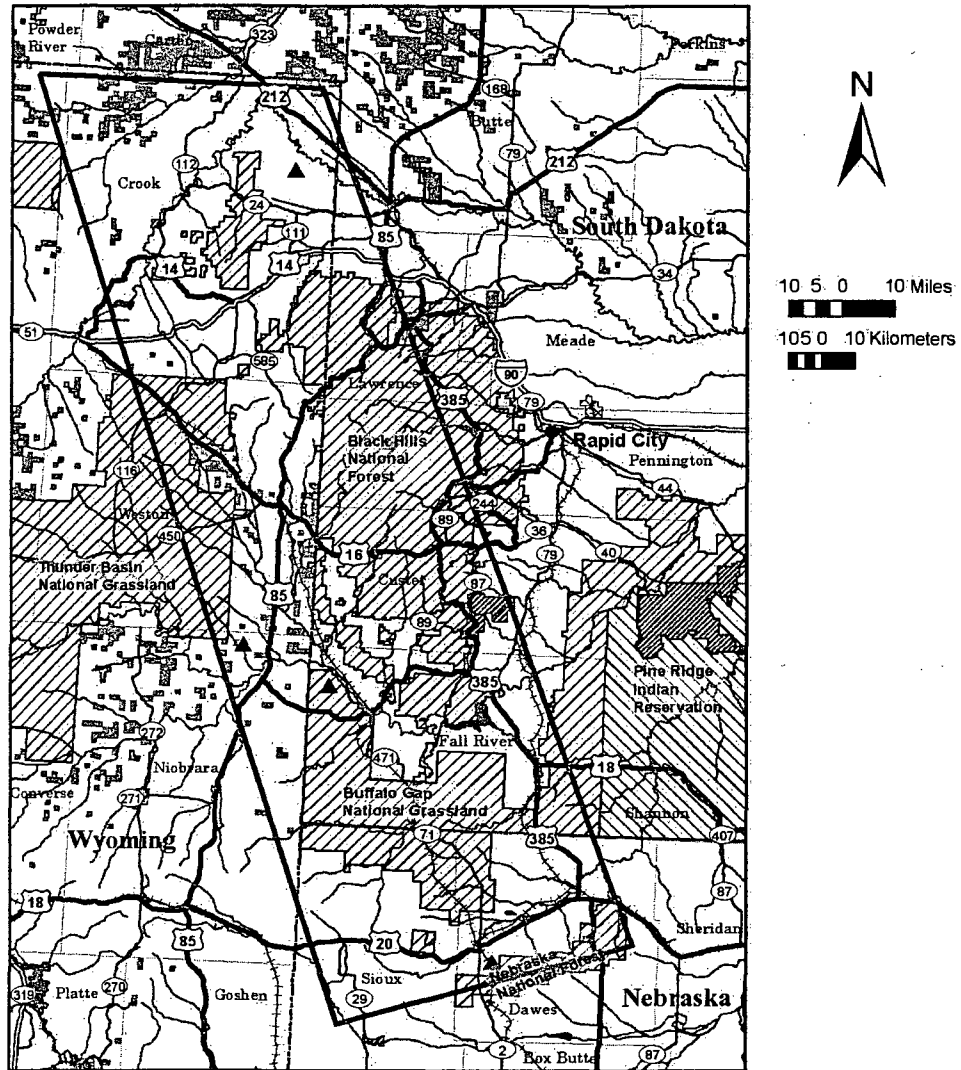 Powder
River
Carter
323
Perkins
212
168
Butte
N
79
212
112
Crook
24
South Dakota
111
85
14
14
34
10 5 0 10 Miles
51
Meade
105 0 10 Kilometers
585
90
Lawrence
385
79
Black Hills
National
Forest
Rapid City
Pennington
116
44
Weston
244
89
36
450
16
79
40
Thunder Basin
National Grassland
Custer
87
85
89
Pine Ridge
Indian
Reservation
385
272
Fall River
471
18
Niobrara
Converse
271
Buffalo Gap
National Grassland
Shannon
Wyoming
71
385
407
87
18
Sheridan
85
20
Nebraska
National Forest
Sioux
319
Platte
270
Goshen
29
Nebraska
Dawes
2
Box Butte
87